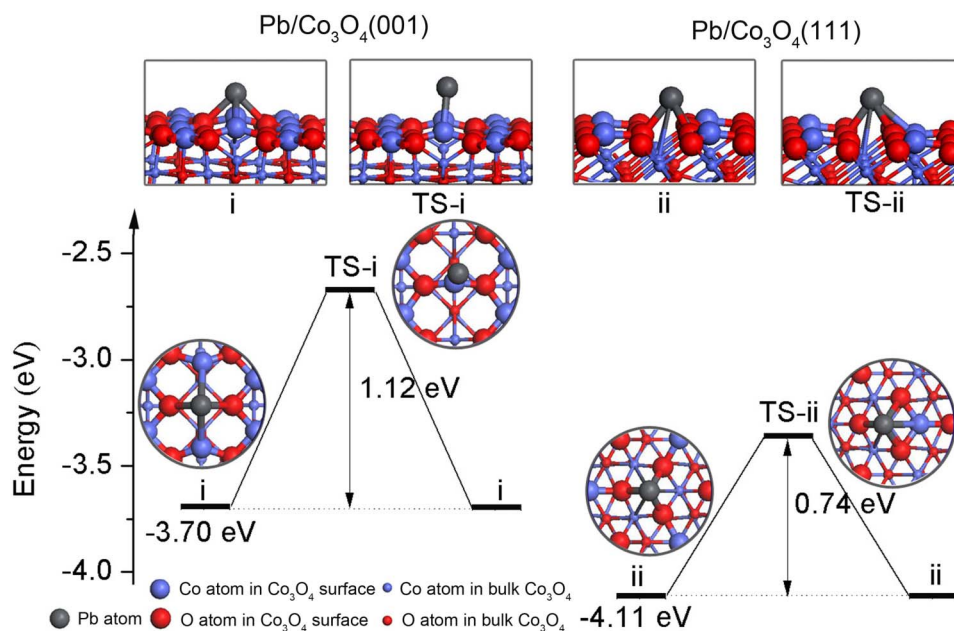 Pb/Co₃O₄(001) Pb/Co₃O₄(111)
i TS-i ii TS-ii
Energy (eV)
-2.5
-3.0
-3.5
-4.0
TS-i
1.12 eV
i
i
-3.70 eV
TS-ii
0.74 eV
ii
ii
-4.11 eV
Co atom in Co₃O₄ surface Co atom in bulk Co₃O₄
Pb atom O atom in Co₃O₄ surface O atom in bulk Co₃O₄